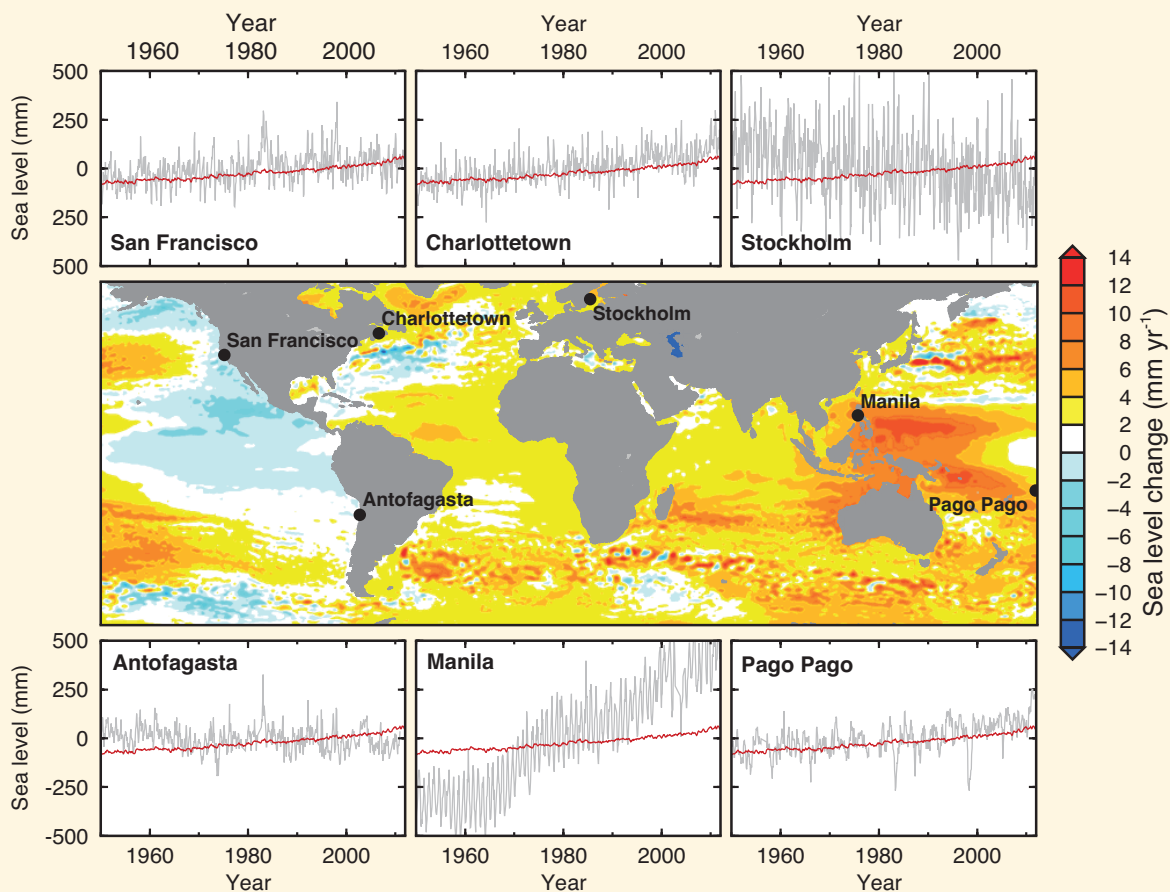 Year
Year
Year
1960 1980 2000
1960 1980 2000
1960 1980 2000
Sea level (mm)
500
250
0
250
500
San Francisco
Charlottetown
Stockholm
San Francisco
Charlottetown
Stockholm
Manila
Antofagasta
Pago Pago
14
12
10
8
6
4
2
0
−2
−4
−6
−8
−10
−12
−14
Sea level change (mm yr-1)
Sea level (mm)
500
250
0
-250
-500
Antofagasta
Manila
Pago Pago
1960 1980 2000
1960 1980 2000
1960 1980 2000
Year
Year
Year